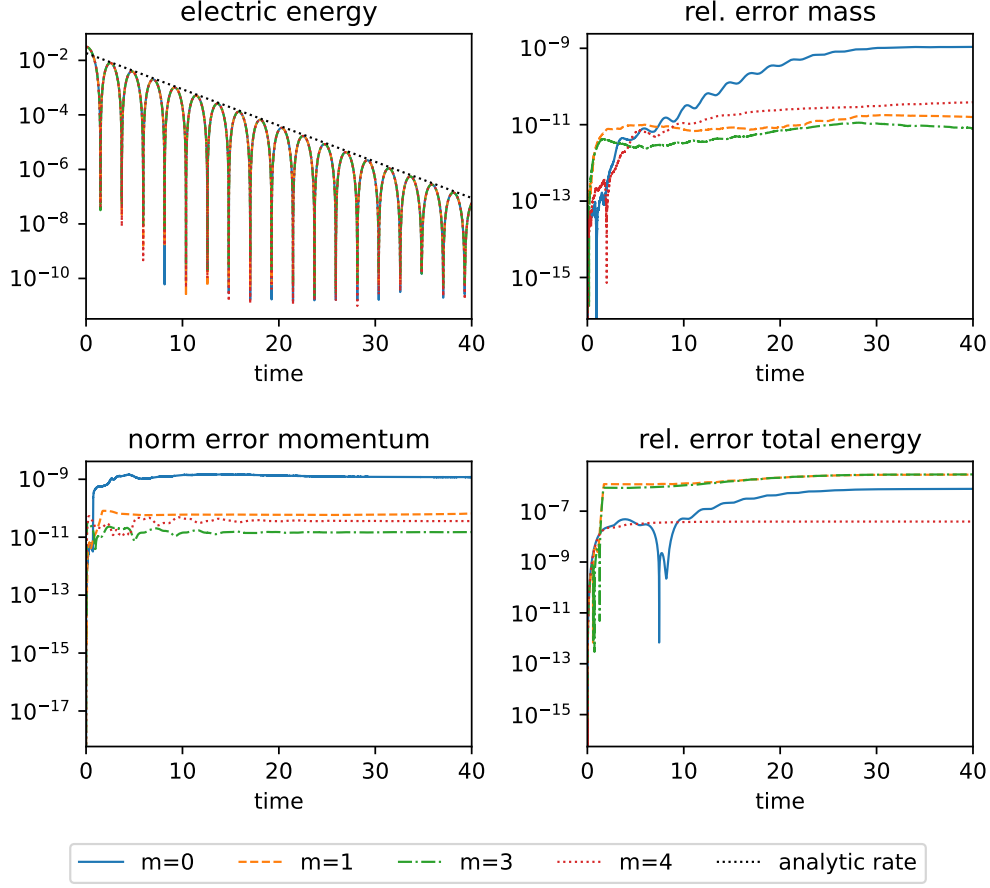 electric energy
10⁻²
10⁻⁴
10⁻⁶
10⁻⁸
10⁻¹⁰
0 10 20 30 40
time
rel. error mass
10⁻⁹
10⁻¹¹
10⁻¹³
10⁻¹⁵
0 10 20 30 40
time
norm error momentum
10⁻⁹
10⁻¹¹
10⁻¹³
10⁻¹⁵
10⁻¹⁷
0 10 20 30 40
time
rel. error total energy
10⁻⁷
10⁻⁹
10⁻¹¹
10⁻¹³
10⁻¹⁵
0 10 20 30 40
time
m=0 m=1 m=3 m=4 analytic rate